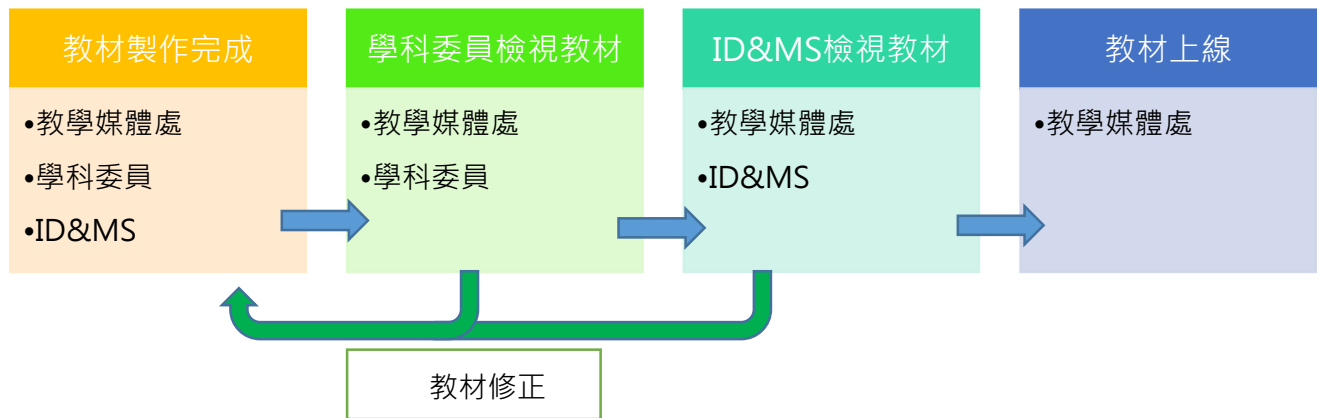 教材製作完成
•教學媒體處
•學科委員
•ID&MS
學科委員檢視教材
•教學媒體處
•學科委員
ID&MS檢視教材
•教學媒體處
•ID&MS
教材上線
•教學媒體處
教材修正